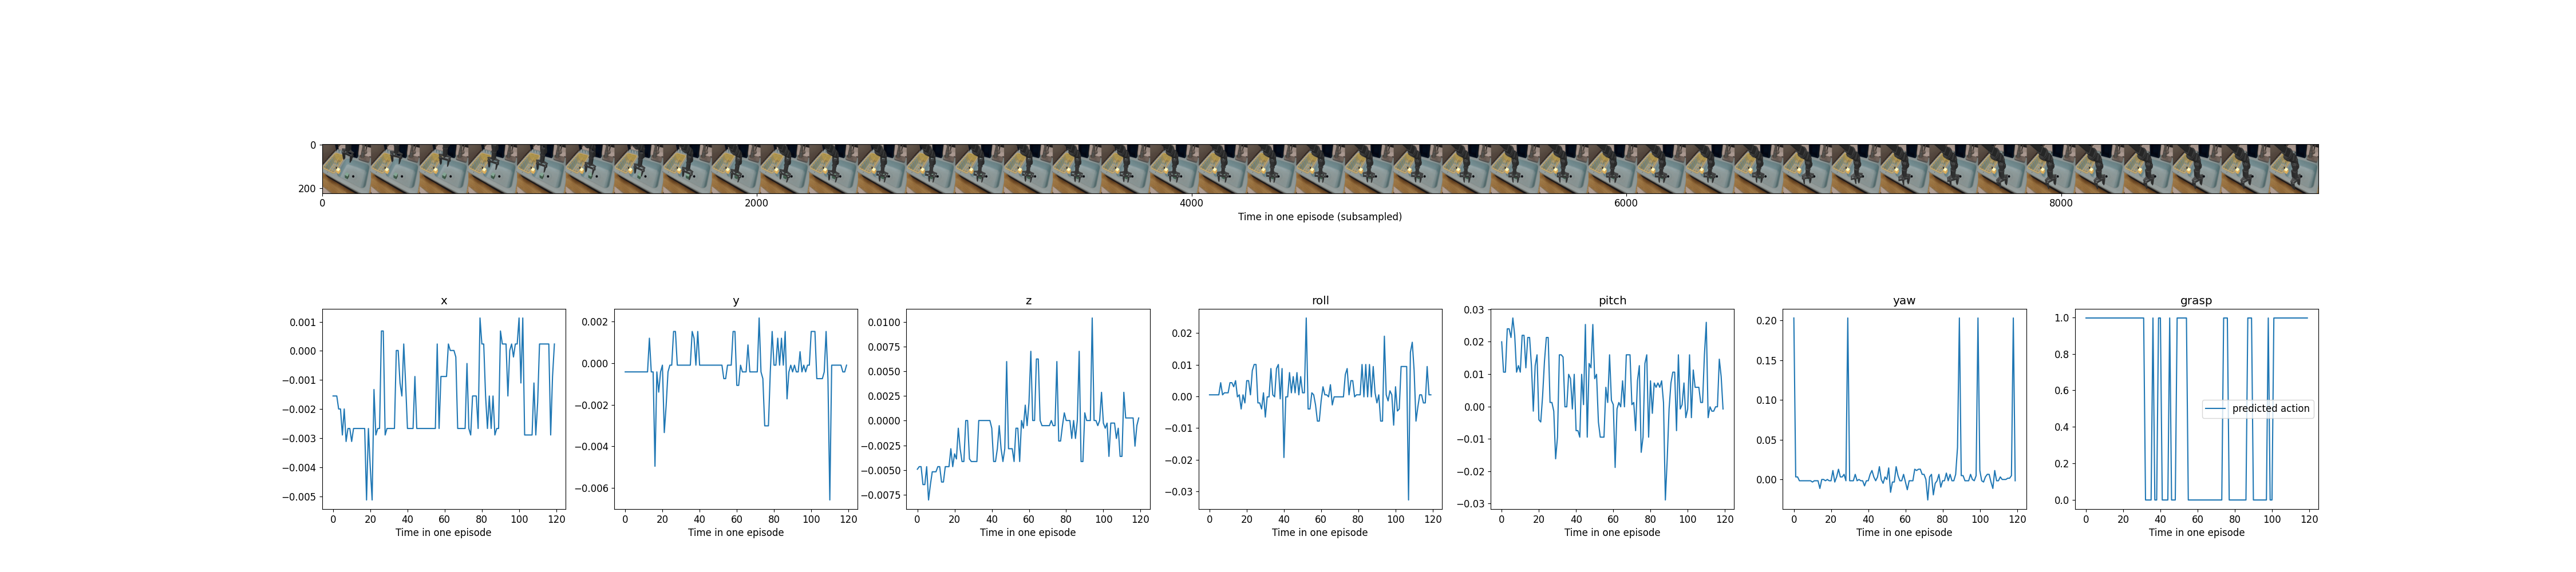 0
200
0 2000 4000 6000 8000
Time in one episode (subsampled)
x
0.001
0.000
−0.001
−0.002
−0.003
−0.004
−0.005
0 20 40 60 80 100 120
Time in one episode
y
0.002
0.000
−0.002
−0.004
−0.006
0 20 40 60 80 100 120
Time in one episode
z
0.0100
0.0075
0.0050
0.0025
0.0000
−0.0025
−0.0050
−0.0075
0 20 40 60 80 100 120
Time in one episode
roll
0.02
0.01
0.00
−0.01
−0.02
−0.03
0 20 40 60 80 100 120
Time in one episode
pitch
0.03
0.02
0.01
0.00
−0.01
−0.02
−0.03
0 20 40 60 80 100 120
Time in one episode
yaw
0.20
0.15
0.10
0.05
0.00
0 20 40 60 80 100 120
Time in one episode
grasp
1.0
0.8
0.6
0.4
0.2
0.0
predicted action
0 20 40 60 80 100 120
Time in one episode